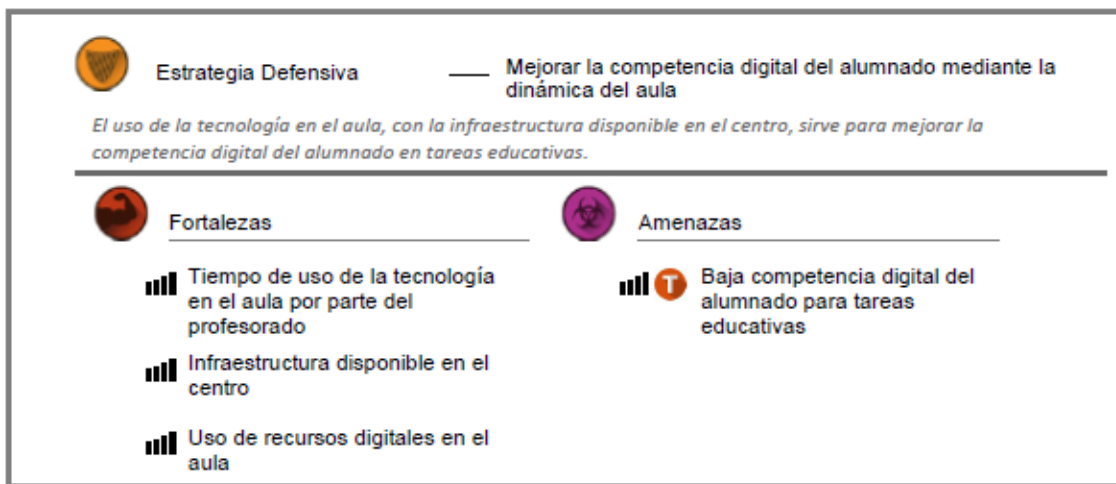 Estrategia Defensiva
Mejorar la competencia digital del alumnado mediante la
dinámica del aula
El uso de la tecnología en el aula, con la infraestructura disponible en el centro, sirve para mejorar la
competencia digital del alumnado en tareas educativas.
Fortalezas
Tiempo de uso de la tecnología
en el aula por parte del
profesorado
Infraestructura disponible en el
centro
Uso de recursos digitales en el
aula
Amenazas
T
Baja competencia digital del
alumnado para tareas
educativas